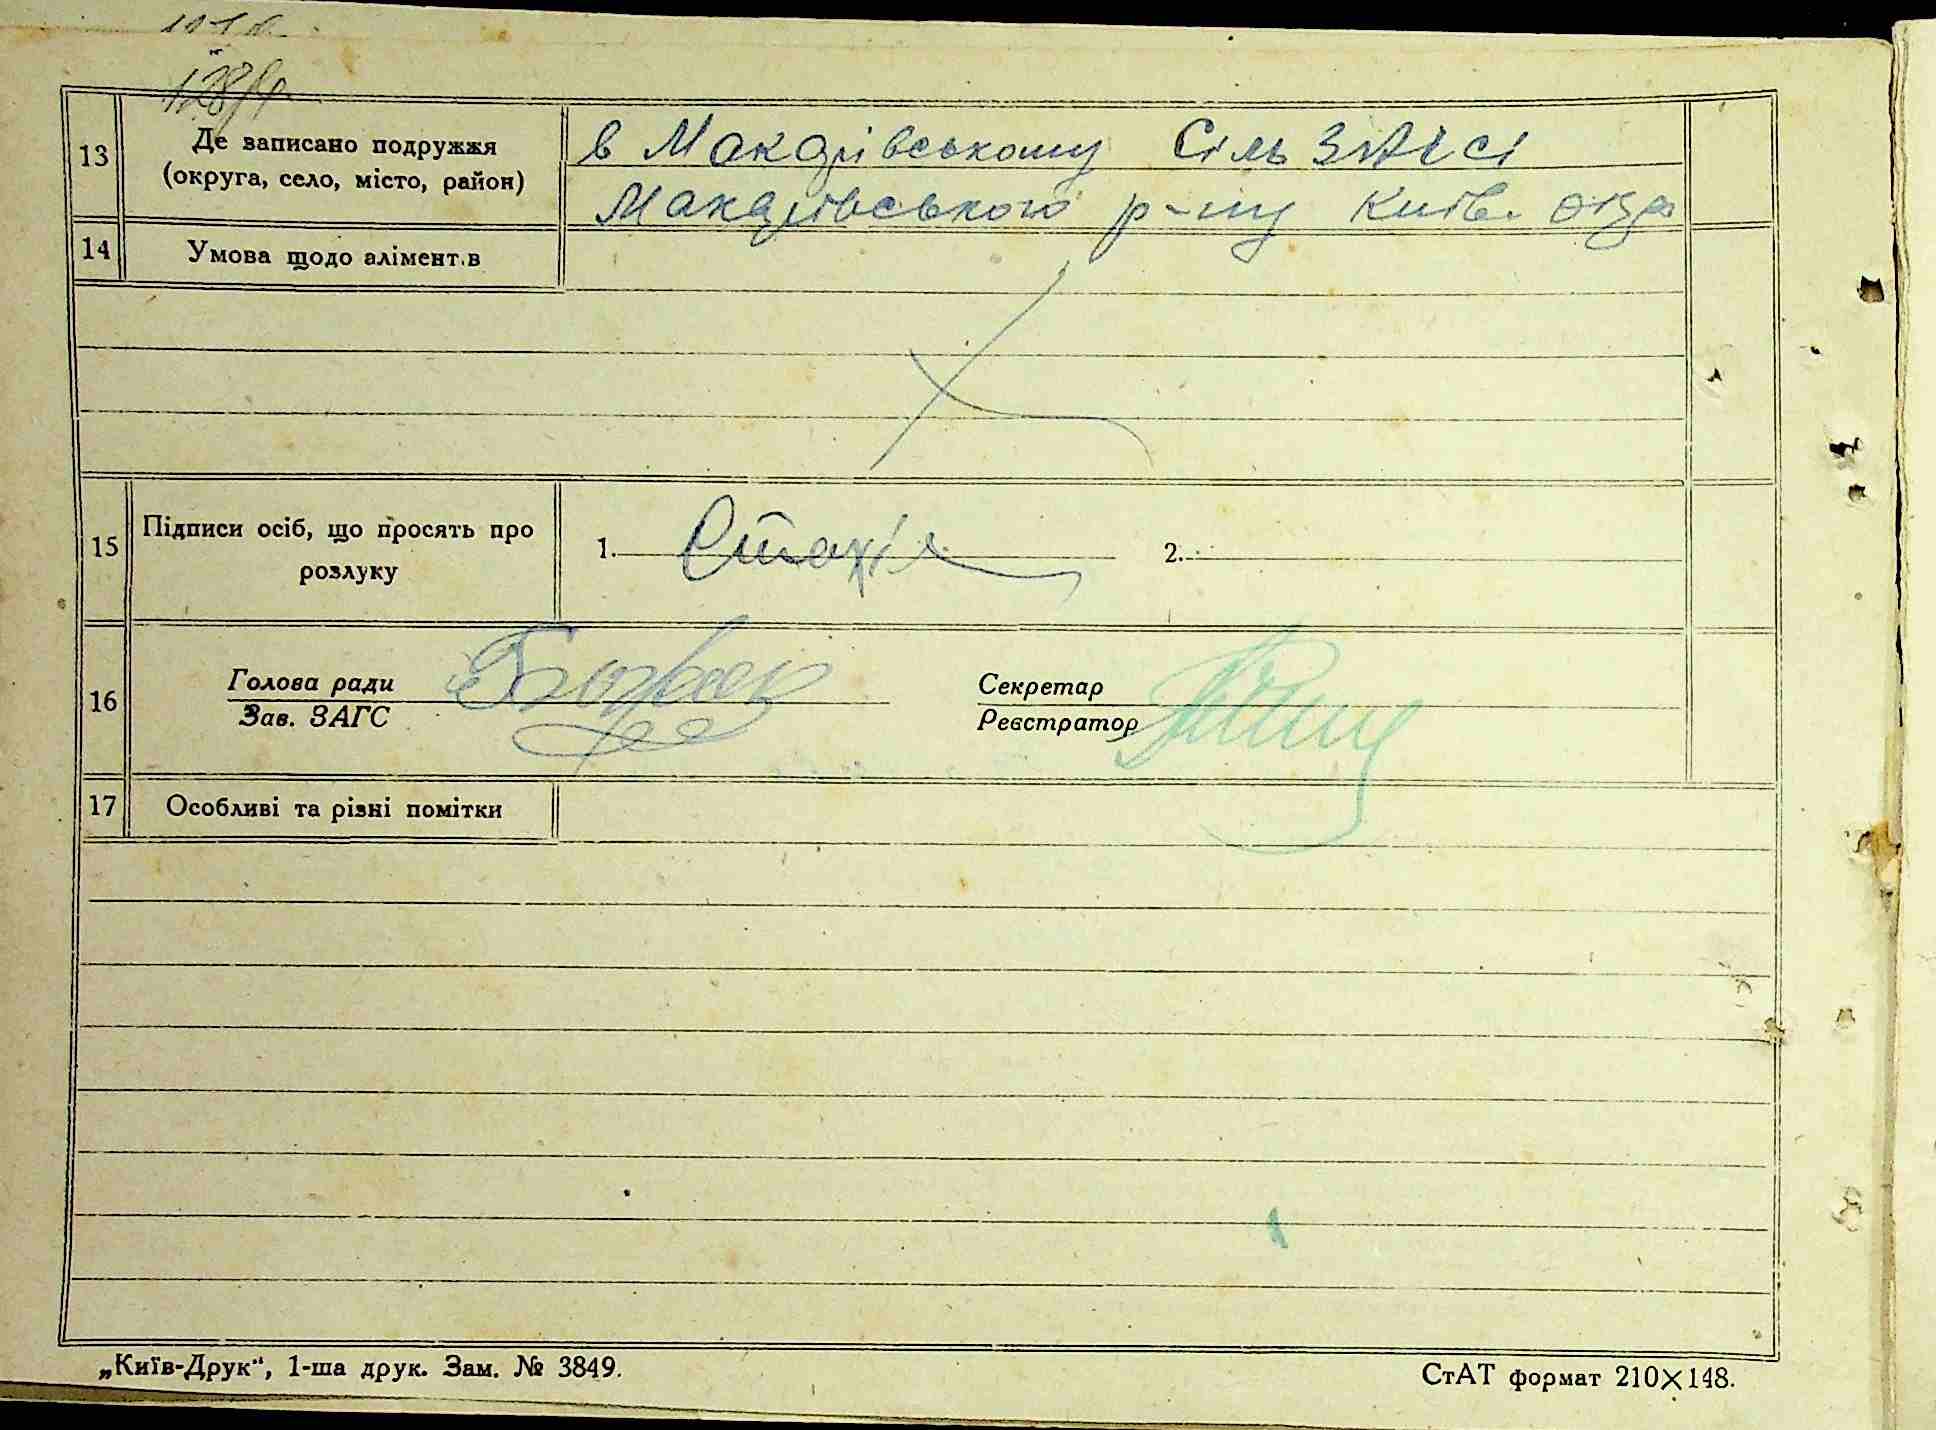 13
Де записано подружжя
(округа, село, місто, район)
в Макарівському Сільзагсі
Макарівського р-ну Київ.
14
Умова щодо алімент.в
15
Підписи осіб, що просять про
розлуку
1.
2.
16
Голова ради
Зав. ЗАГС
Секретар
Реєстратор
17
Особливі та різні помітки
„Київ-Друк“, 1-ша друк. Зам. № 3849.
СтАТ формат 210×148.